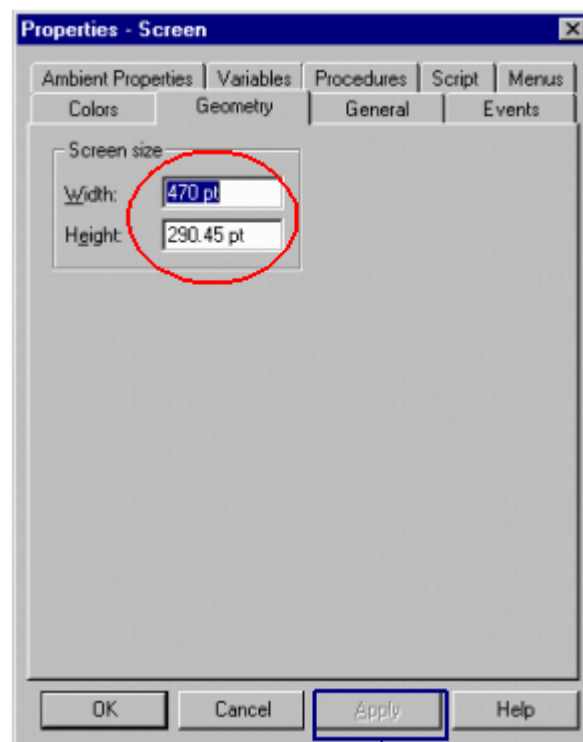 Properties - Screen
Ambient Properties Variables Procedures Script Menus
Colors Geometry General Events
Screen size
Width: 470 pt
Height: 290.45 pt
OK Cancel Apply Help